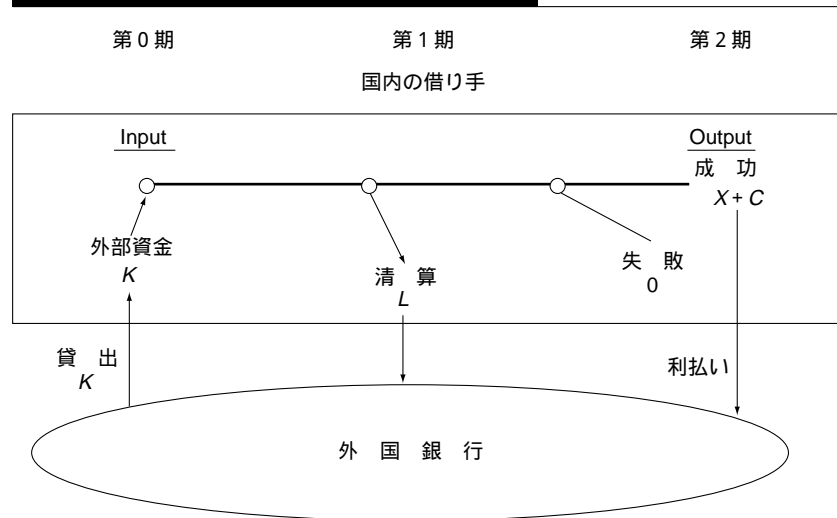 第0期 第1期 第2期
国内の借り手
Input Output
成 功
X + C
外部資金
K
清 算
L
失 敗
0
貸 出
K
利払い
外 国 銀 行